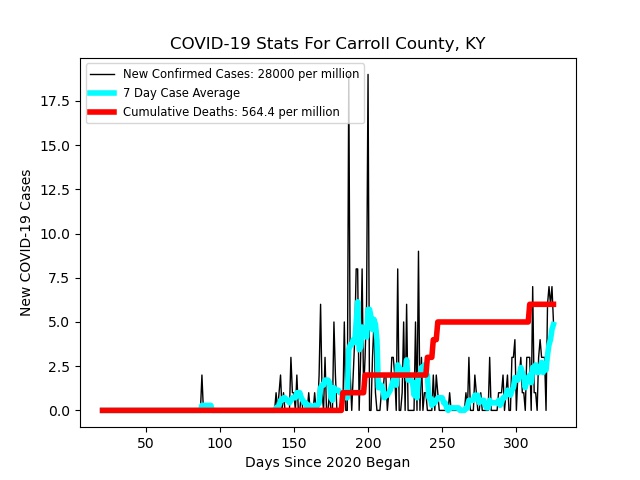 COVID-19 Stats For Carroll County, KY
New Confirmed Cases: 28000 per million
7 Day Case Average
Cumulative Deaths: 564.4 per million
17.5
15.0
12.5
10.0
7.5
5.0
2.5
0.0
New COVID-19 Cases
50 100 150 200 250 300
Days Since 2020 Began